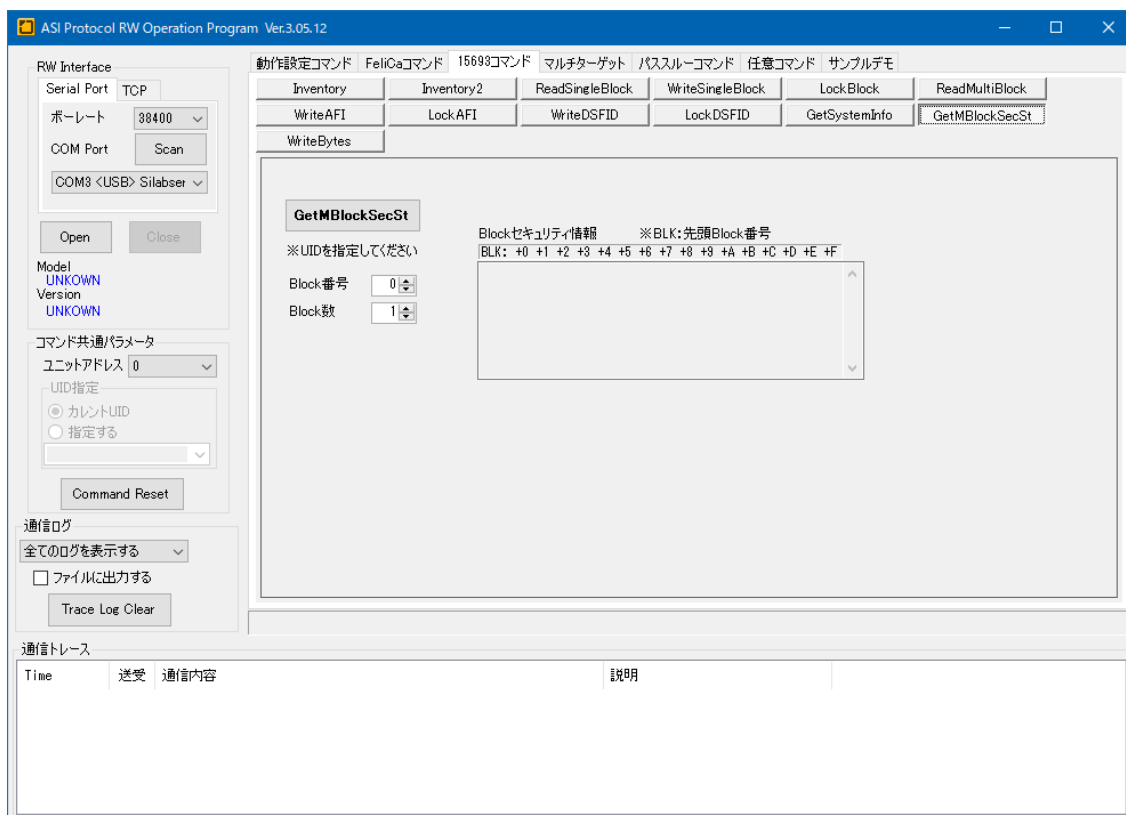 ASI Protocol RW Operation Program Ver.3.05.12
RW Interface
Serial Port TCP
ボーレート 38400
COM Port Scan
COM3 <USB> Silabser
Open Close
Model
UNKOWN
Version
UNKOWN
コマンド共通パラメータ
ユニットアドレス 0
UID指定
カレントUID
指定する
Command Reset
通信ログ
全てのログを表示する
ファイルに出力する
Trace Log Clear
動作設定コマンド FeliCaコマンド 15693コマンド マルチターゲット パススルーコマンド 任意コマンド サンプルデモ
Inventory Inventory2 ReadSingleBlock WriteSingleBlock LockBlock ReadMultiBlock
WriteAFI LockAFI WriteDSFID LockDSFID GetSystemInfo GetMBlockSecSt
WriteBytes
GetMBlockSecSt
※UIDを指定してください
Block番号 0
Block数 1
Blockセキュリティ情報 ※BLK:先頭Block番号
BLK: +0 +1 +2 +3 +4 +5 +6 +7 +8 +9 +A +B +C +D +E +F
通信トレース
Time 送受 通信内容 説明